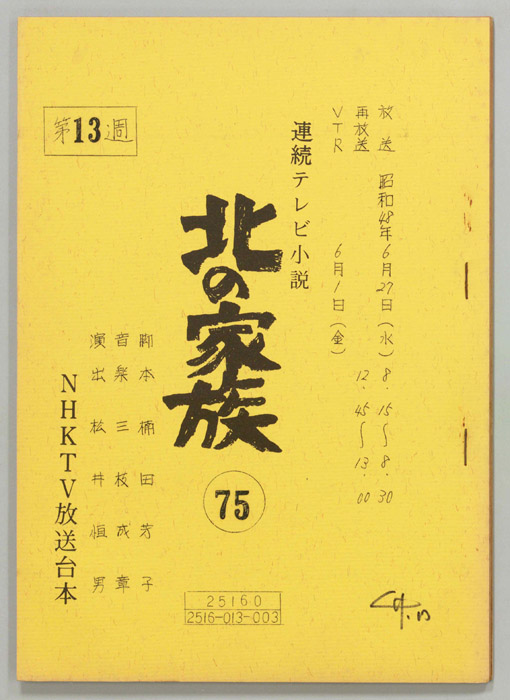 放送 昭和48年6月27日(水) 8.15〜8.30
再放送 12.45〜13.00
VTR 6月1日(金)
連続テレビ小説
北の家族
75
脚本 楠田芳子
音楽 三枝成章
演出 松井恒男
NHKTV放送台本
第13週
25160
2516-013-003